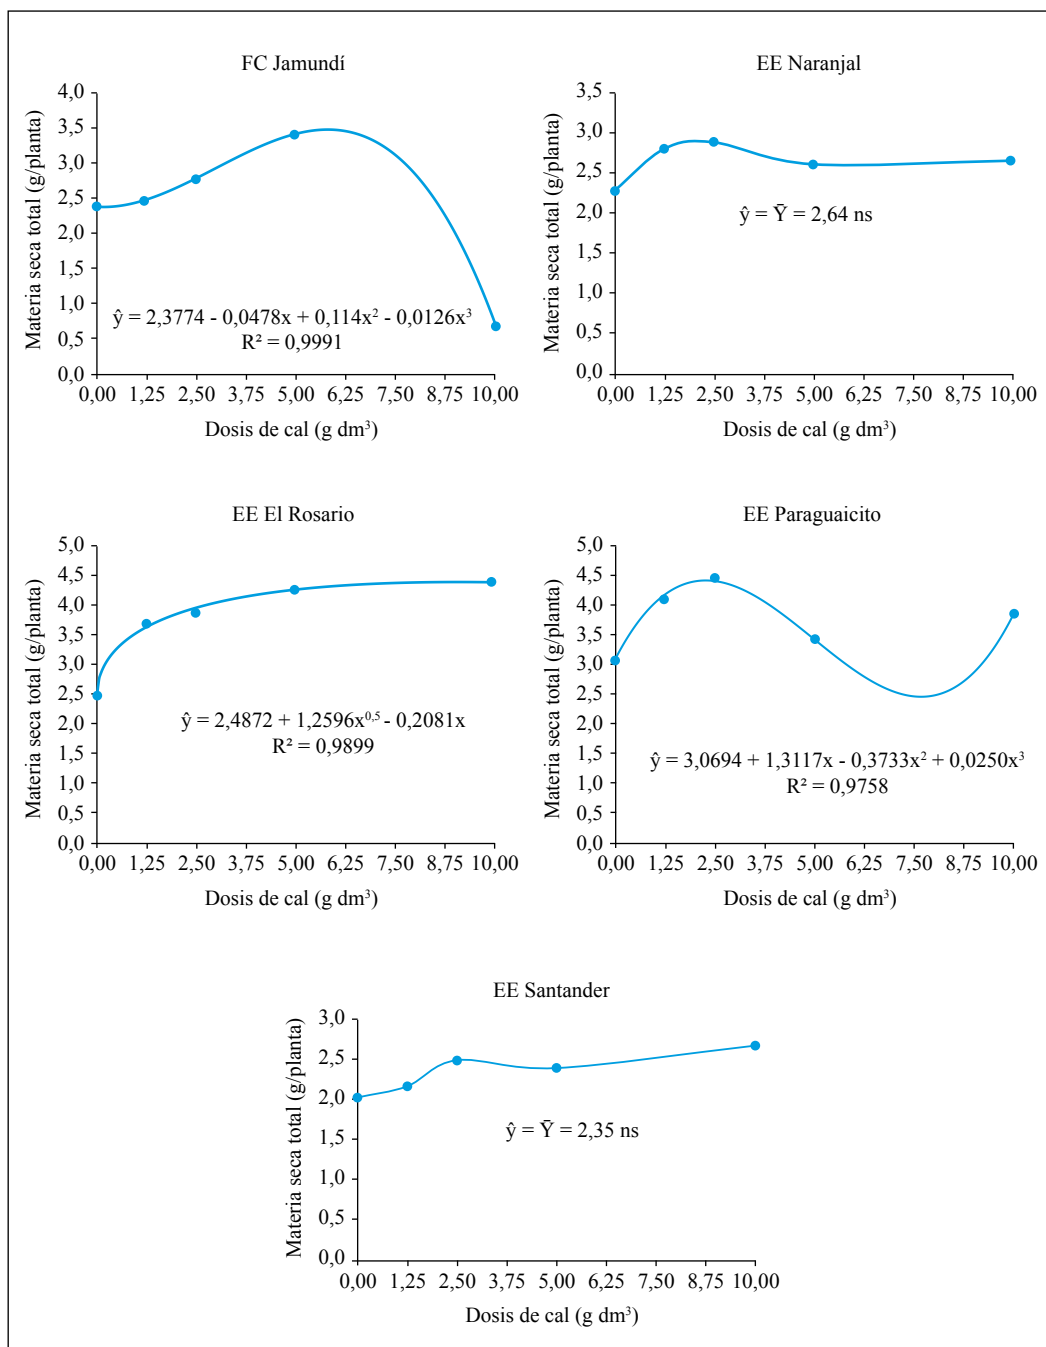 FC Jamundí
Materia seca total (g/planta)
4,0
3,5
3,0
2,5
2,0
1,5
1,0
0,5
0,0
ŷ = 2,3774 - 0,0478x + 0,114x² - 0,0126x³
R² = 0,9991
0,00 1,25 2,50 3,75 5,00 6,25 7,50 8,75 10,00
Dosis de cal (g dm³)
EE Naranjal
Materia seca total (g/planta)
3,5
3,0
2,5
2,0
1,5
1,0
0,5
0,0
ŷ = Ȳ = 2,64 ns
0,00 1,25 2,50 3,75 5,00 6,25 7,50 8,75 10,00
Dosis de cal (g dm³)
EE El Rosario
Materia seca total (g/planta)
5,0
4,5
4,0
3,5
3,0
2,5
2,0
1,5
1,0
0,5
0,0
ŷ = 2,4872 + 1,2596x⁰,⁵ - 0,2081x
R² = 0,9899
0,00 1,25 2,50 3,75 5,00 6,25 7,50 8,75 10,00
Dosis de cal (g dm³)
EE Paraguaicito
Materia seca total (g/planta)
5,0
4,5
4,0
3,5
3,0
2,5
2,0
1,5
1,0
0,5
0,0
ŷ = 3,0694 + 1,3117x - 0,3733x² + 0,0250x³
R² = 0,9758
0,00 1,25 2,50 3,75 5,00 6,25 7,50 8,75 10,00
Dosis de cal (g dm³)
EE Santander
Materia seca total (g/planta)
3,0
2,5
2,0
1,5
1,0
0,5
0,0
ŷ = Ȳ = 2,35 ns
0,00 1,25 2,50 3,75 5,00 6,25 7,50 8,75 10,00
Dosis de cal (g dm³)